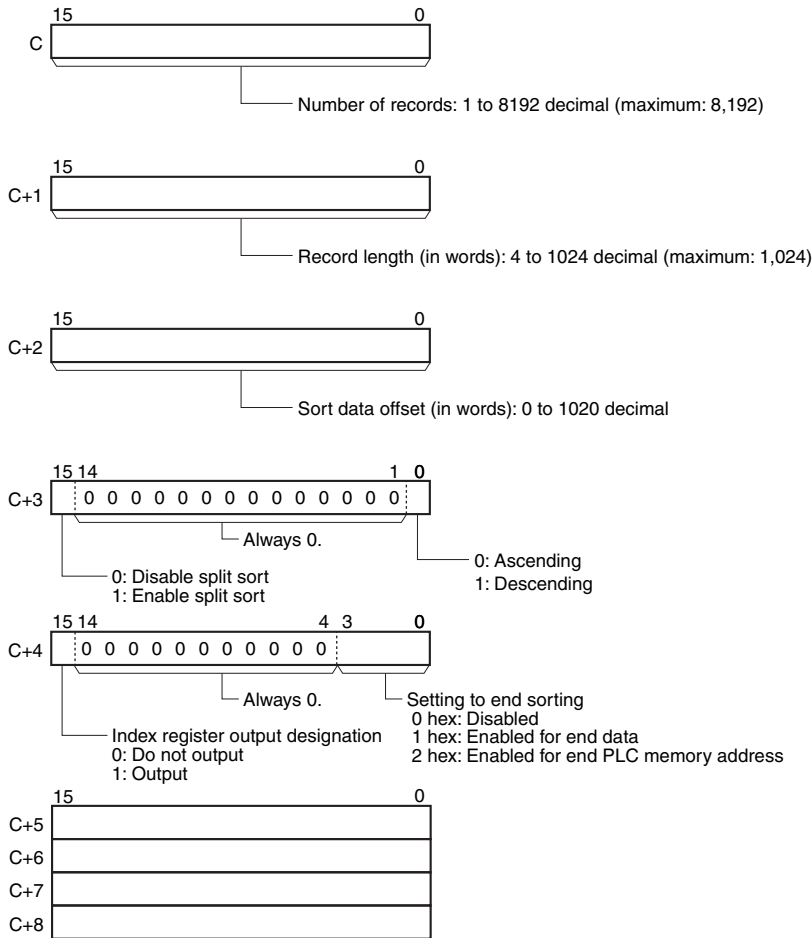 15 0
C
Number of records: 1 to 8192 decimal (maximum: 8,192)
15 0
C+1
Record length (in words): 4 to 1024 decimal (maximum: 1,024)
15 0
C+2
Sort data offset (in words): 0 to 1020 decimal
15 14 1 0
C+3 0 0 0 0 0 0 0 0 0 0 0 0 0 0
Always 0.
0: Ascending
1: Descending
0: Disable split sort
1: Enable split sort
15 14 4 3 0
C+4 0 0 0 0 0 0 0 0 0 0 0
Always 0.
Setting to end sorting
0 hex: Disabled
1 hex: Enabled for end data
2 hex: Enabled for end PLC memory address
Index register output designation
0: Do not output
1: Output
15 0
C+5
C+6
C+7
C+8